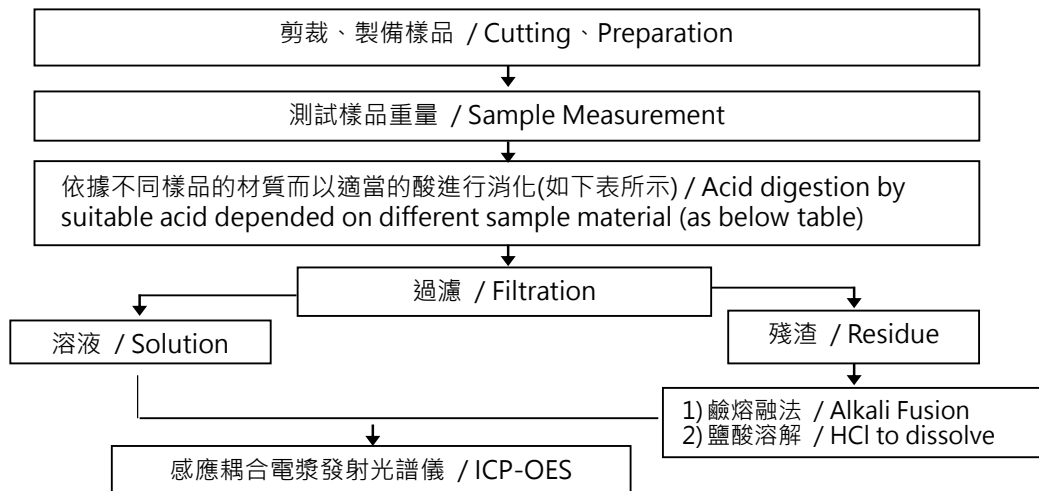 剪裁、製備樣品 / Cutting、Preparation
測試樣品重量 / Sample Measurement
依據不同樣品的材質而以適當的酸進行消化(如下表所示) / Acid digestion by
suitable acid depended on different sample material (as below table)
過濾 / Filtration
溶液 / Solution
殘渣 / Residue
1) 鹼熔融法 / Alkali Fusion
2) 鹽酸溶解 / HCl to dissolve
感應耦合電漿發射光譜儀 / ICP-OES